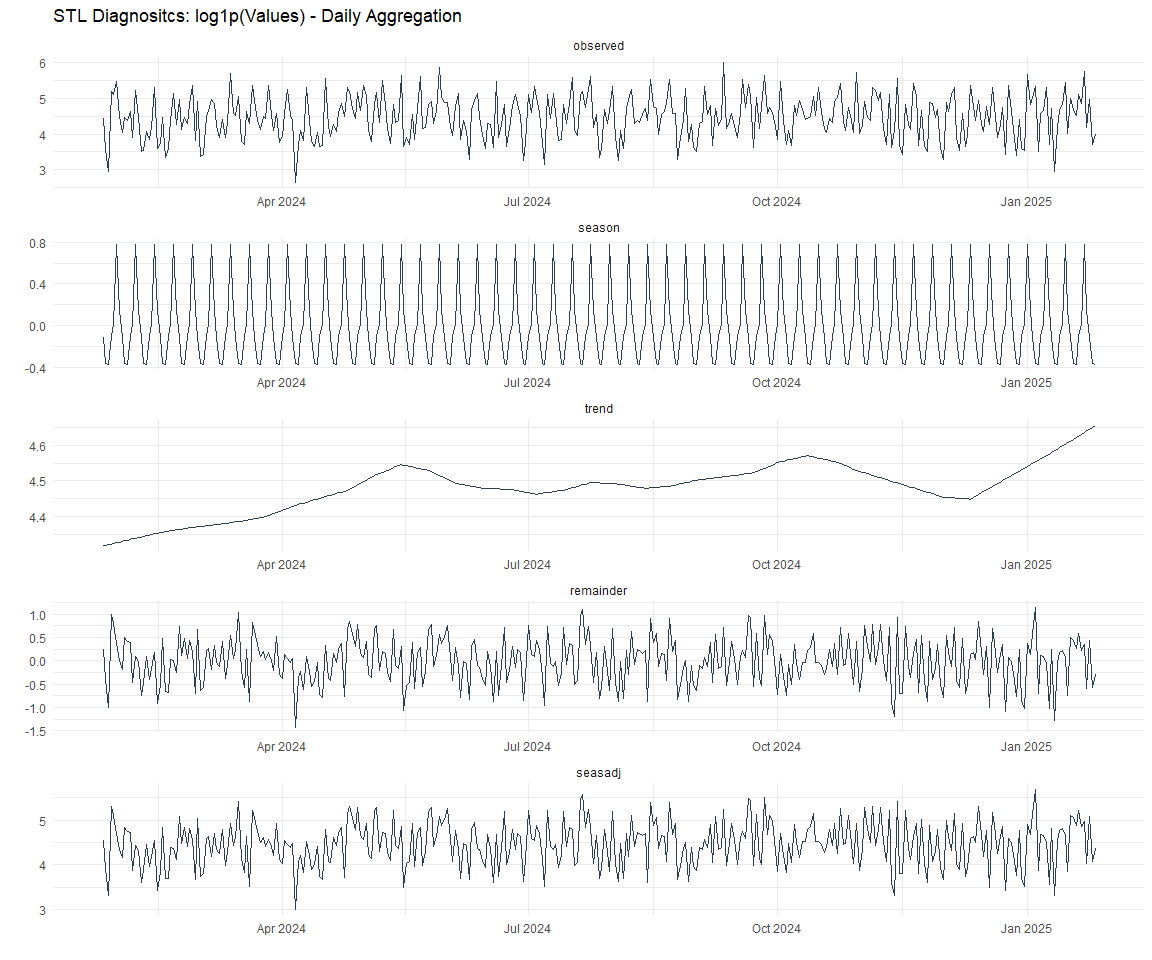 STL Diagnositcs: log1p(Values) - Daily Aggregation
observed
6
5
4
3
Apr 2024 Jul 2024 Oct 2024 Jan 2025
season
0.8
0.4
0.0
-0.4
Apr 2024 Jul 2024 Oct 2024 Jan 2025
trend
4.6
4.5
4.4
Apr 2024 Jul 2024 Oct 2024 Jan 2025
remainder
1.0
0.5
0.0
-0.5
-1.0
-1.5
Apr 2024 Jul 2024 Oct 2024 Jan 2025
seasadj
5
4
3
Apr 2024 Jul 2024 Oct 2024 Jan 2025